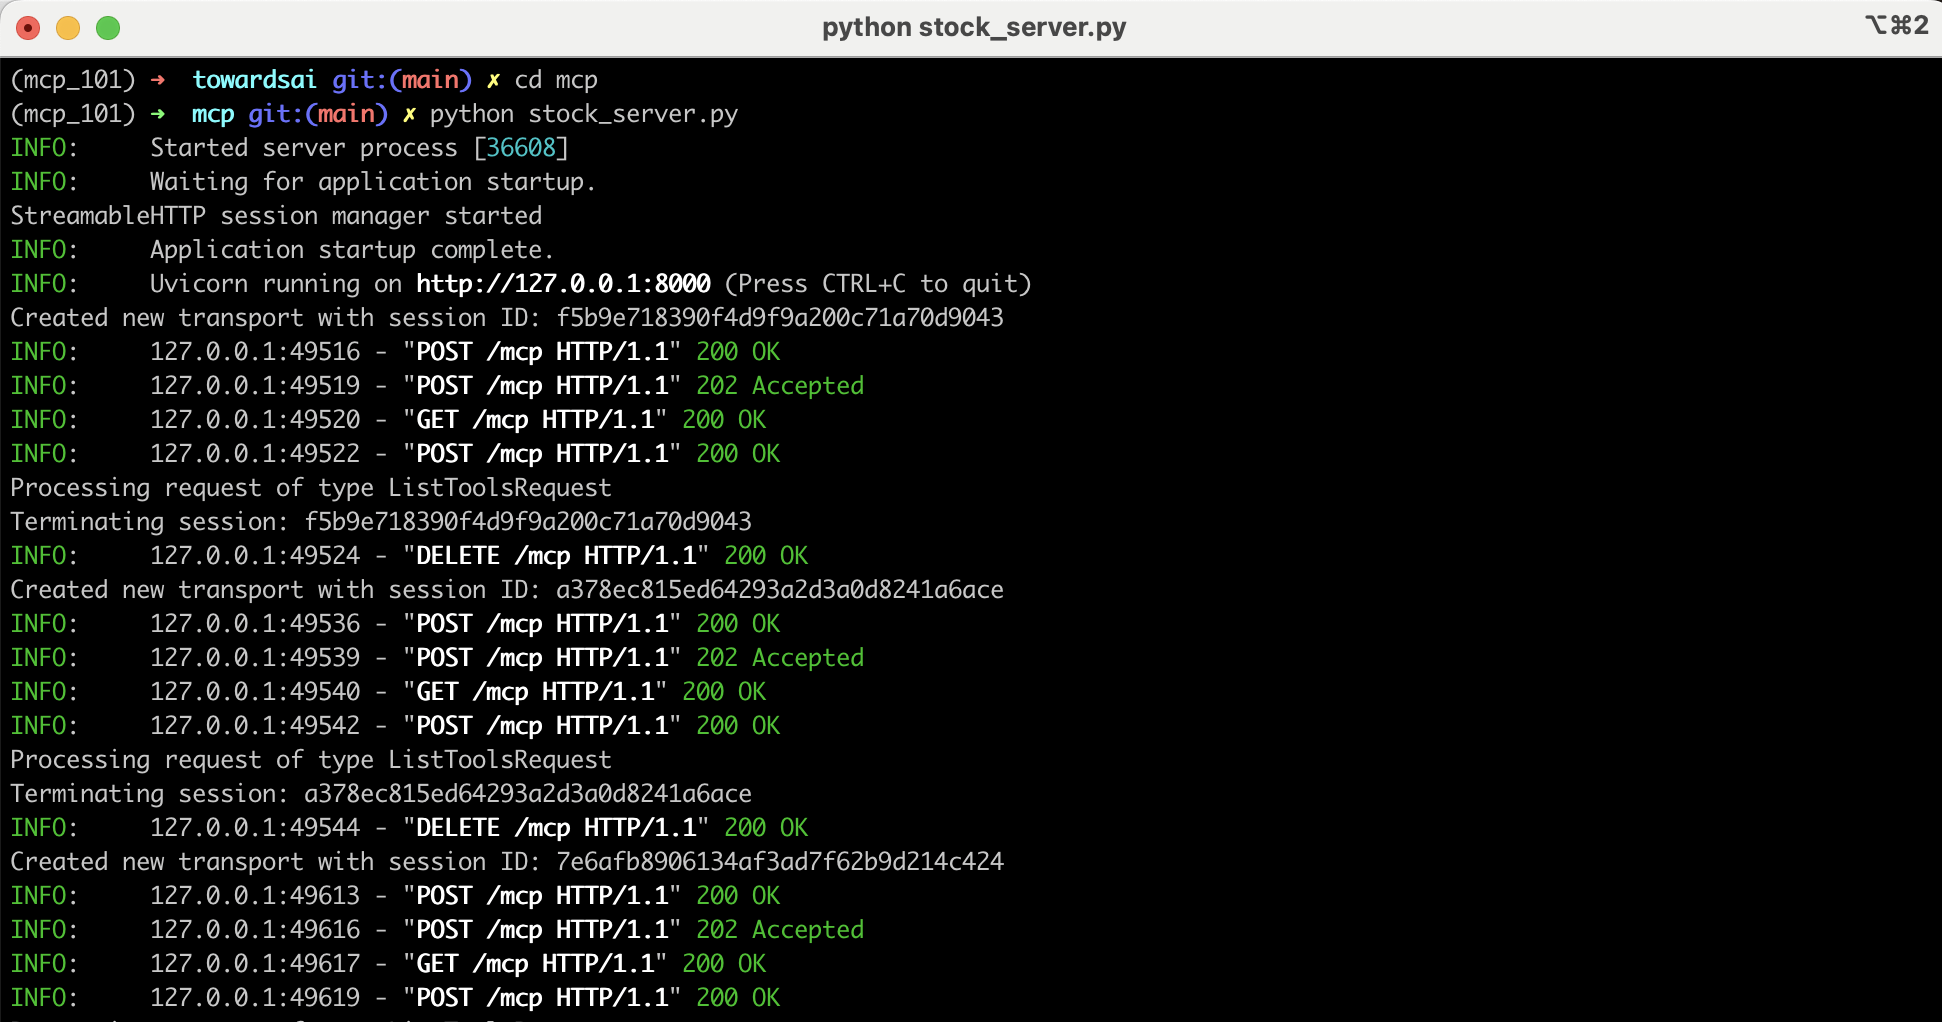 python stock_server.py
⌥⌘2
(mcp_101) ➜  towardsai git:(main) ✗ cd mcp
(mcp_101) ➜  mcp git:(main) ✗ python stock_server.py
INFO:     Started server process [36608]
INFO:     Waiting for application startup.
StreamableHTTP session manager started
INFO:     Application startup complete.
INFO:     Uvicorn running on http://127.0.0.1:8000 (Press CTRL+C to quit)
Created new transport with session ID: f5b9e718390f4d9f9a200c71a70d9043
INFO:     127.0.0.1:49516 - "POST /mcp HTTP/1.1" 200 OK
INFO:     127.0.0.1:49519 - "POST /mcp HTTP/1.1" 202 Accepted
INFO:     127.0.0.1:49520 - "GET /mcp HTTP/1.1" 200 OK
INFO:     127.0.0.1:49522 - "POST /mcp HTTP/1.1" 200 OK
Processing request of type ListToolsRequest
Terminating session: f5b9e718390f4d9f9a200c71a70d9043
INFO:     127.0.0.1:49524 - "DELETE /mcp HTTP/1.1" 200 OK
Created new transport with session ID: a378ec815ed64293a2d3a0d8241a6ace
INFO:     127.0.0.1:49536 - "POST /mcp HTTP/1.1" 200 OK
INFO:     127.0.0.1:49539 - "POST /mcp HTTP/1.1" 202 Accepted
INFO:     127.0.0.1:49540 - "GET /mcp HTTP/1.1" 200 OK
INFO:     127.0.0.1:49542 - "POST /mcp HTTP/1.1" 200 OK
Processing request of type ListToolsRequest
Terminating session: a378ec815ed64293a2d3a0d8241a6ace
INFO:     127.0.0.1:49544 - "DELETE /mcp HTTP/1.1" 200 OK
Created new transport with session ID: 7e6afb8906134af3ad7f62b9d214c424
INFO:     127.0.0.1:49613 - "POST /mcp HTTP/1.1" 200 OK
INFO:     127.0.0.1:49616 - "POST /mcp HTTP/1.1" 202 Accepted
INFO:     127.0.0.1:49617 - "GET /mcp HTTP/1.1" 200 OK
INFO:     127.0.0.1:49619 - "POST /mcp HTTP/1.1" 200 OK